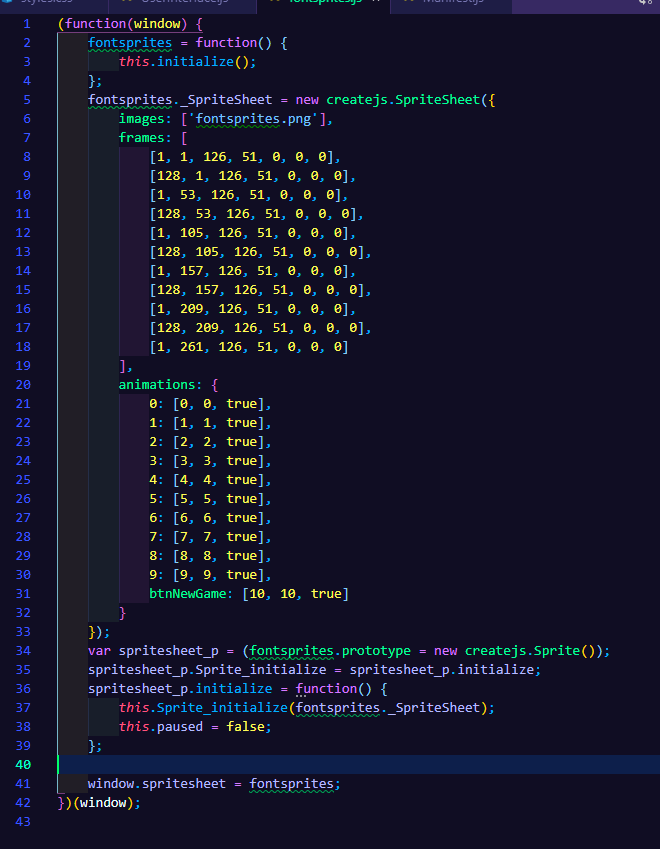 fontsprites.js
1 (function(window) {
2 fontsprites = function() {
3 this.initialize();
4 };
5 fontsprites._SpriteSheet = new createjs.SpriteSheet({
6 images: ['fontsprites.png'],
7 frames: [
8 [1, 1, 126, 51, 0, 0, 0],
9 [128, 1, 126, 51, 0, 0, 0],
10 [1, 53, 126, 51, 0, 0, 0],
11 [128, 53, 126, 51, 0, 0, 0],
12 [1, 105, 126, 51, 0, 0, 0],
13 [128, 105, 126, 51, 0, 0, 0],
14 [1, 157, 126, 51, 0, 0, 0],
15 [128, 157, 126, 51, 0, 0, 0],
16 [1, 209, 126, 51, 0, 0, 0],
17 [128, 209, 126, 51, 0, 0, 0],
18 [1, 261, 126, 51, 0, 0, 0]
19 ],
20 animations: {
21 0: [0, 0, true],
22 1: [1, 1, true],
23 2: [2, 2, true],
24 3: [3, 3, true],
25 4: [4, 4, true],
26 5: [5, 5, true],
27 6: [6, 6, true],
28 7: [7, 7, true],
29 8: [8, 8, true],
30 9: [9, 9, true],
31 btnNewGame: [10, 10, true]
32 }
33 });
34 var spritesheet_p = (fontsprites.prototype = new createjs.Sprite());
35 spritesheet_p.Sprite_initialize = spritesheet_p.initialize;
36 spritesheet_p.initialize = function() {
37 this.Sprite_initialize(fontsprites._SpriteSheet);
38 this.paused = false;
39 };
40
41 window.spritesheet = fontsprites;
42 })(window);
43